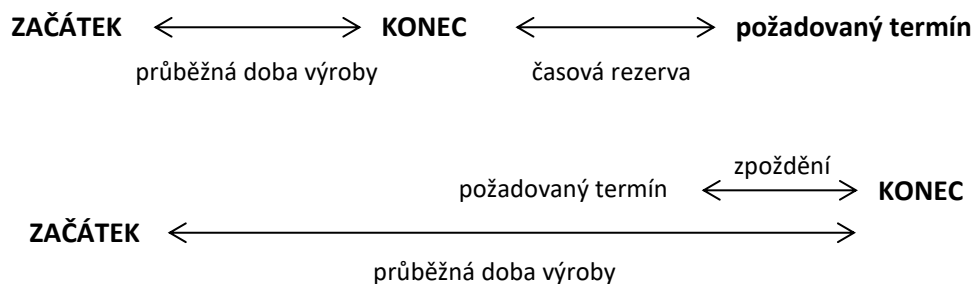 ZAČÁTEK KONEC požadovaný termín
průběžná doba výroby časová rezerva
zpoždění
požadovaný termín KONEC
ZAČÁTEK
průběžná doba výroby